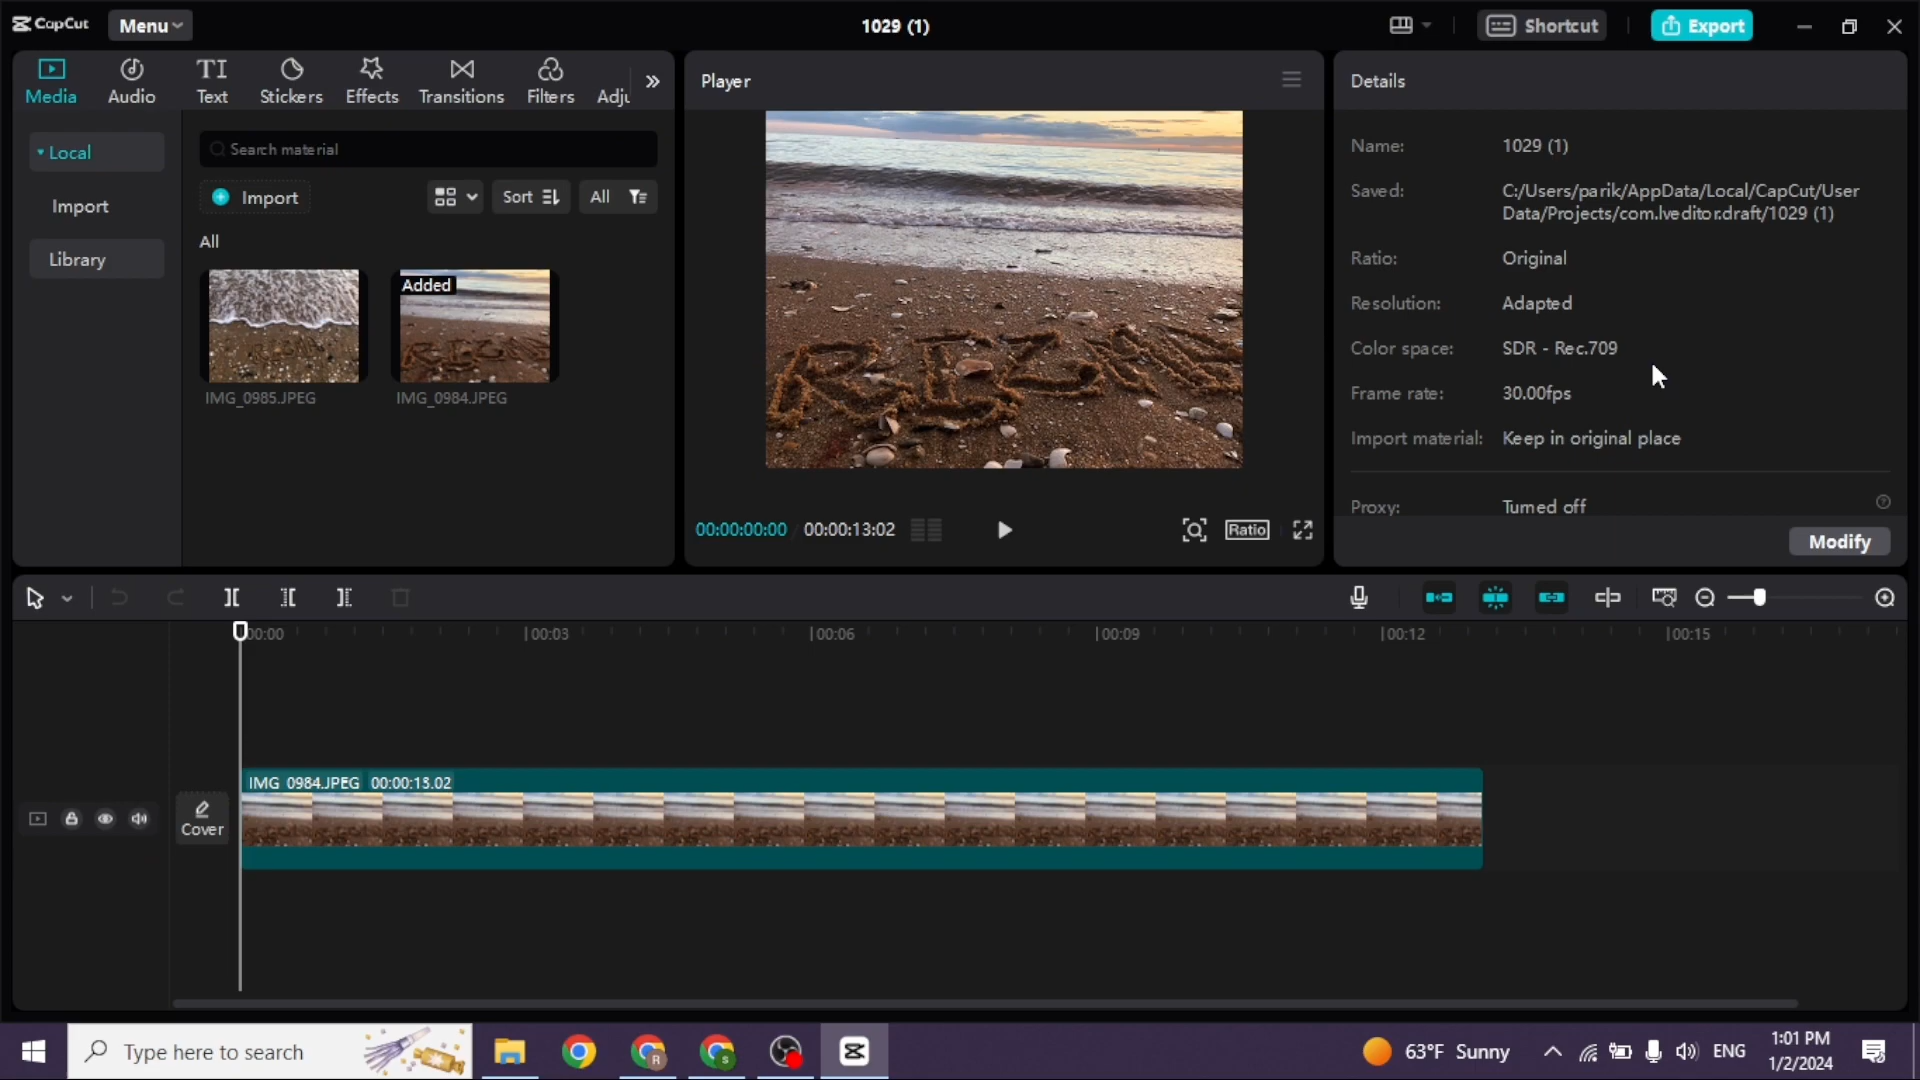 CapCut
Menu
1029 (1)
Shortcut
Export
Media
Audio
TI
Text
Stickers
Effects
Transitions
Filters
Adju
Player
Details
Local
Import
Library
Search material
Import
Sort
All
All
Added
IMG_0985.JPEG
IMG_0984.JPEG
00:00:00:00
00:00:13:02
Ratio
Name: 1029 (1)
Saved: C:/Users/parik/AppData/Local/CapCut/User
Data/Projects/com.lveditor.draft/1029 (1)
Ratio: Original
Resolution: Adapted
Color space: SDR - Rec.709
Frame rate: 30.00fps
Import material: Keep in original place
Proxy: Turned off
Modify
00:00
00:03
00:06
00:09
00:12
00:15
IMG_0984.JPEG 00:00:13:02
Cover
Type here to search
R
S
63°F Sunny
ENG
1:01 PM
1/2/2024